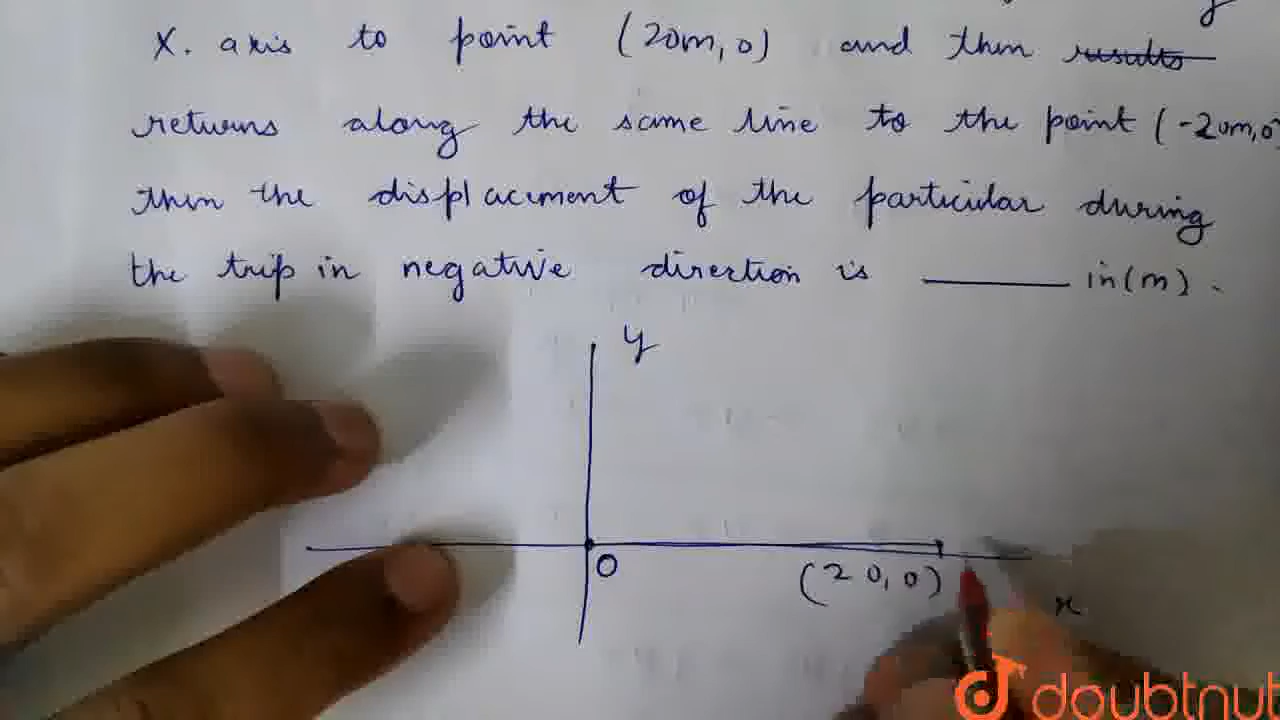 X. axis to point (20m, 0) and then results
returns along the same line to the point (-20m, 0
then the displacement of the particular during
the trip in negative direction is ______ in (m).
y
O
(20, 0)
x
doubtnut